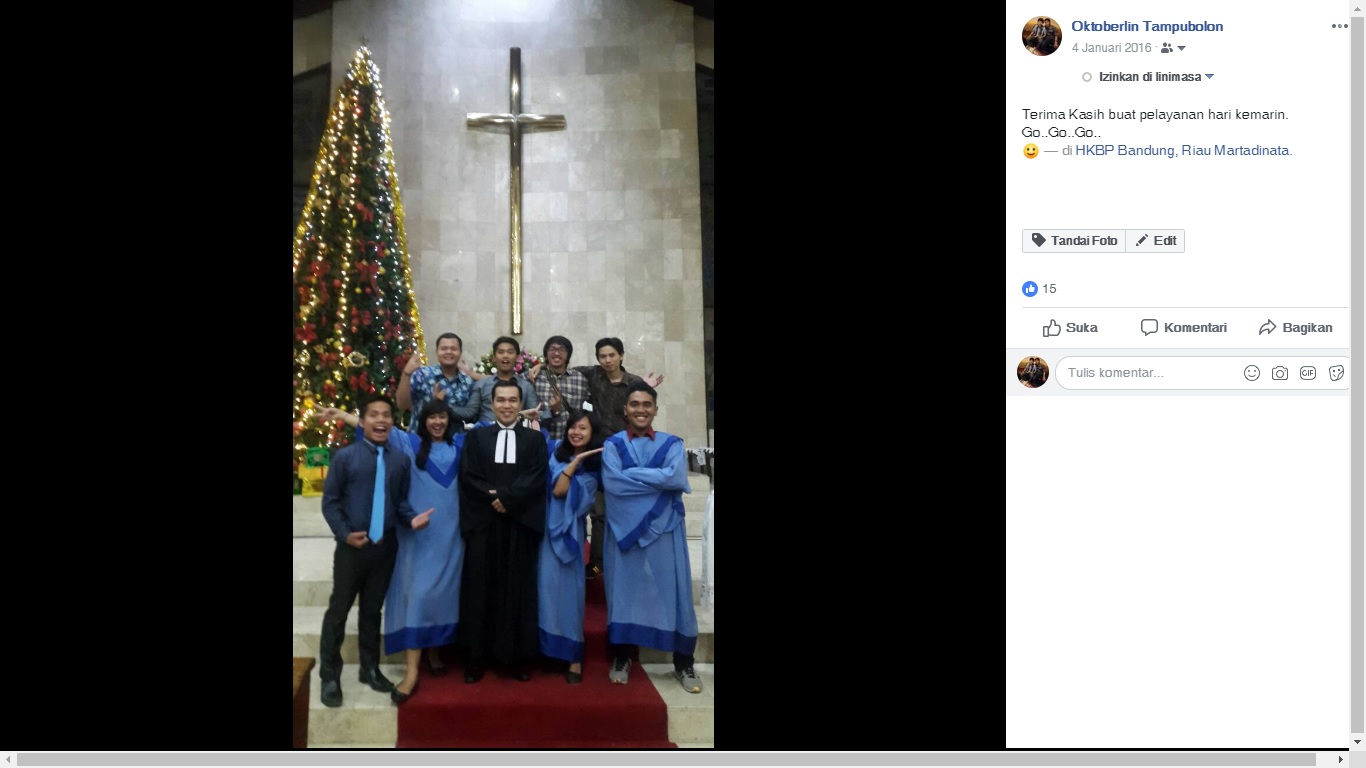 Oktoberlin Tampubolon
4 Januari 2016 ·
Izinkan di linimasa
Terima Kasih buat pelayanan hari kemarin.
Go..Go..Go..
— di HKBP Bandung, Riau Martadinata.
Tandai Foto Edit
15
Suka Komentari Bagikan
Tulis komentar... GIF